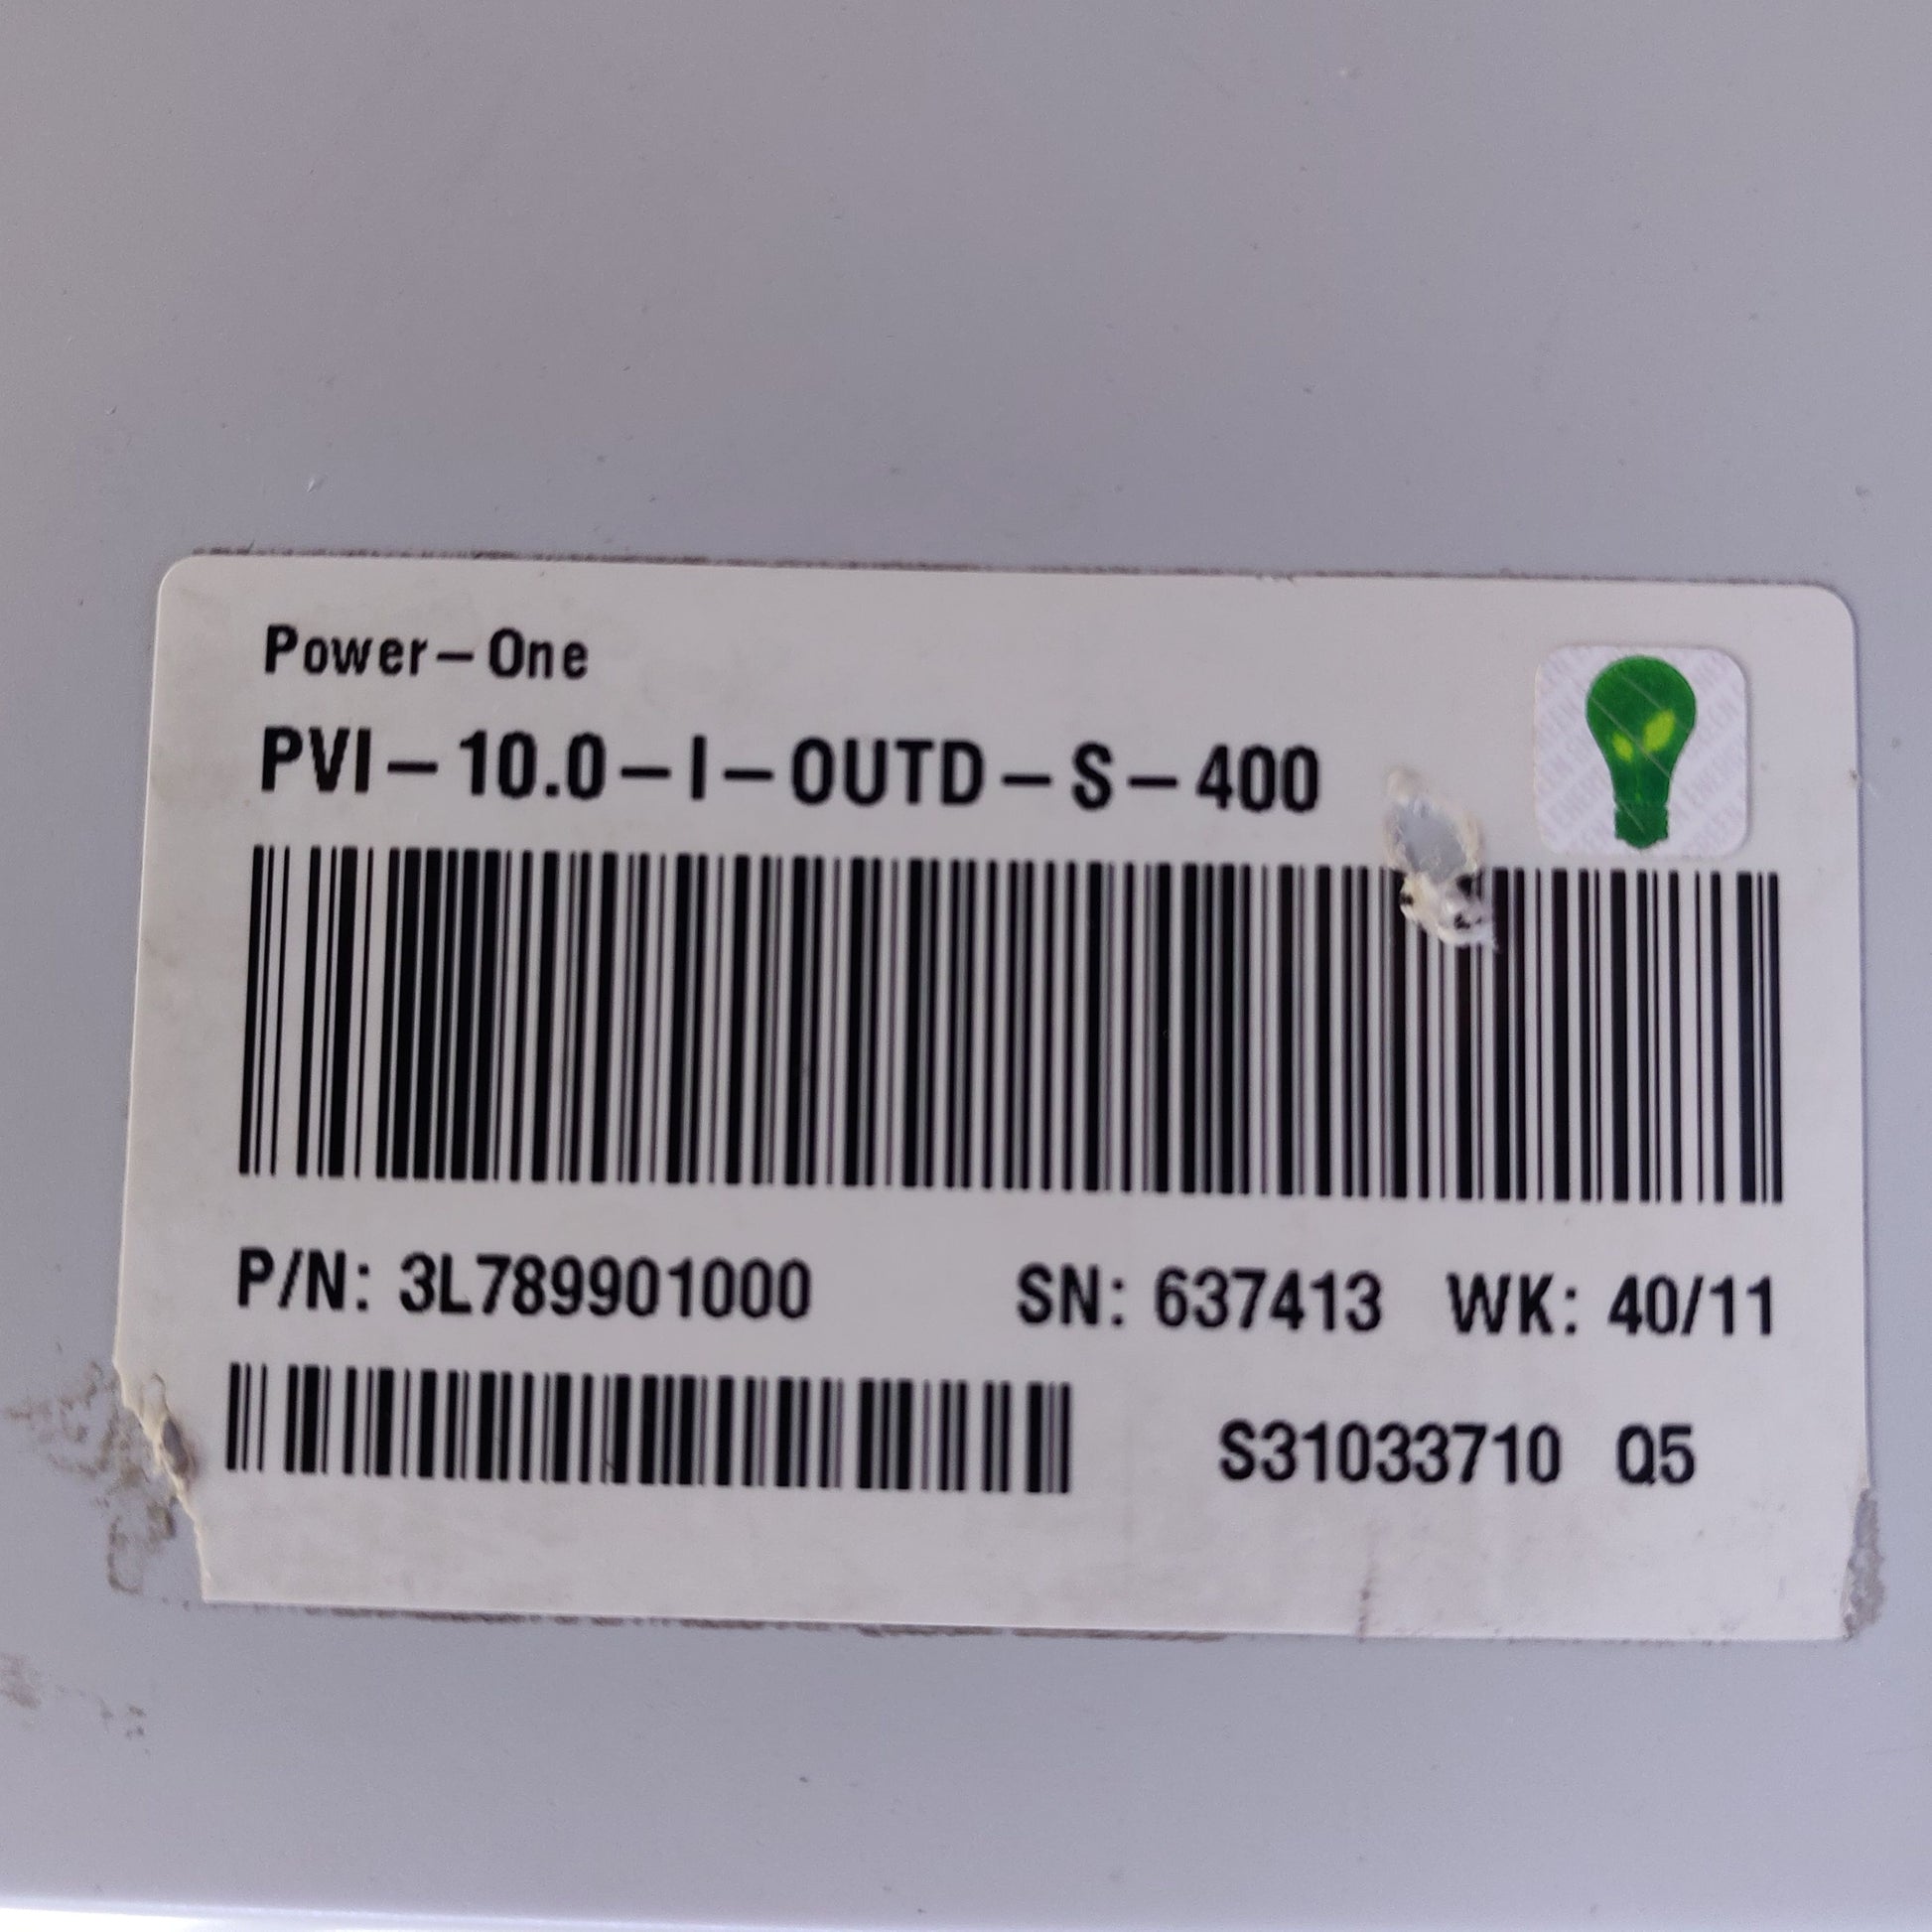 Power-One
PVI-10.0-I-OUTD-S-400
P/N: 3L789901000 SN: 637413 WK: 40/11
S31033710 Q5